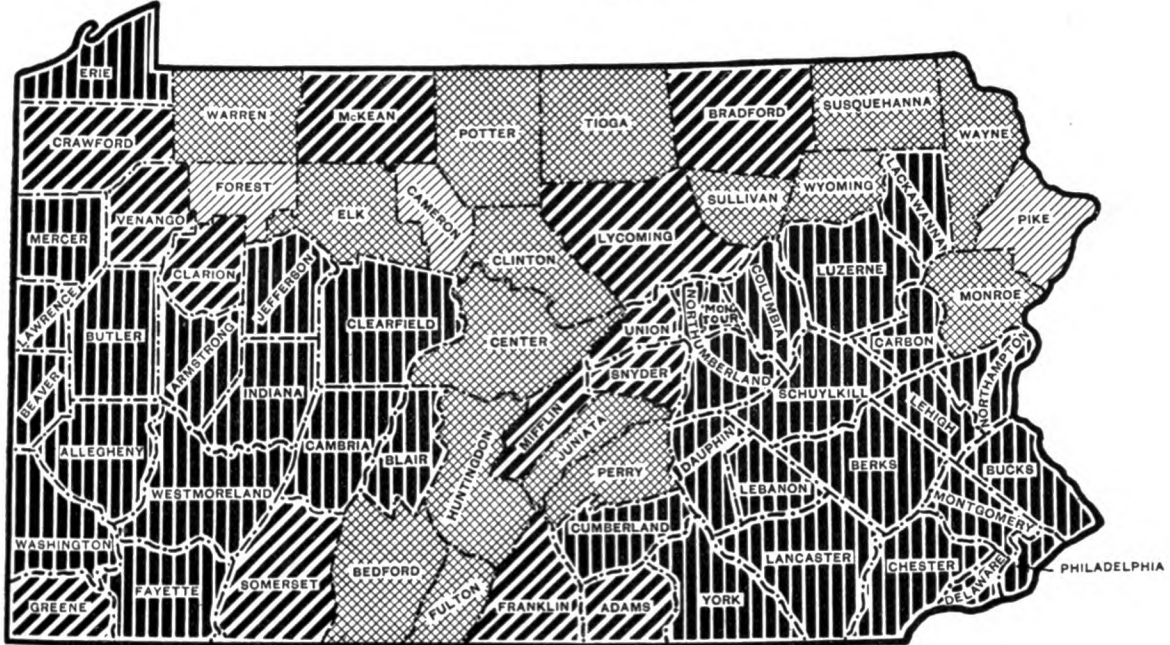 ERIE
CRAWFORD
WARREN
McKEAN
POTTER
TIOGA
BRADFORD
SUSQUEHANNA
WAYNE
VENANGO
FOREST
ELK
CAMERON
SULLIVAN
WYOMING
LACKAWANNA
PIKE
MERCER
CLARION
JEFFERSON
CLINTON
LYCOMING
COLUMBIA
LUZERNE
MONROE
LAWRENCE
BUTLER
ARMSTRONG
CLEARFIELD
CENTER
UNION
NORTHUMBERLAND
MON-
TOUR
CARBON
NORTHAMPTON
BEAVER
INDIANA
SNYDER
SCHUYLKILL
LEHIGH
ALLEGHENY
CAMBRIA
BLAIR
HUNTINGDON
MIFFLIN
JUNIATA
PERRY
DAUPHIN
LEBANON
BERKS
BUCKS
WESTMORELAND
CUMBERLAND
MONTGOMERY
WASHINGTON
FAYETTE
SOMERSET
BEDFORD
FULTON
FRANKLIN
ADAMS
YORK
LANCASTER
CHESTER
DELAWARE
PHILADELPHIA
GREENE